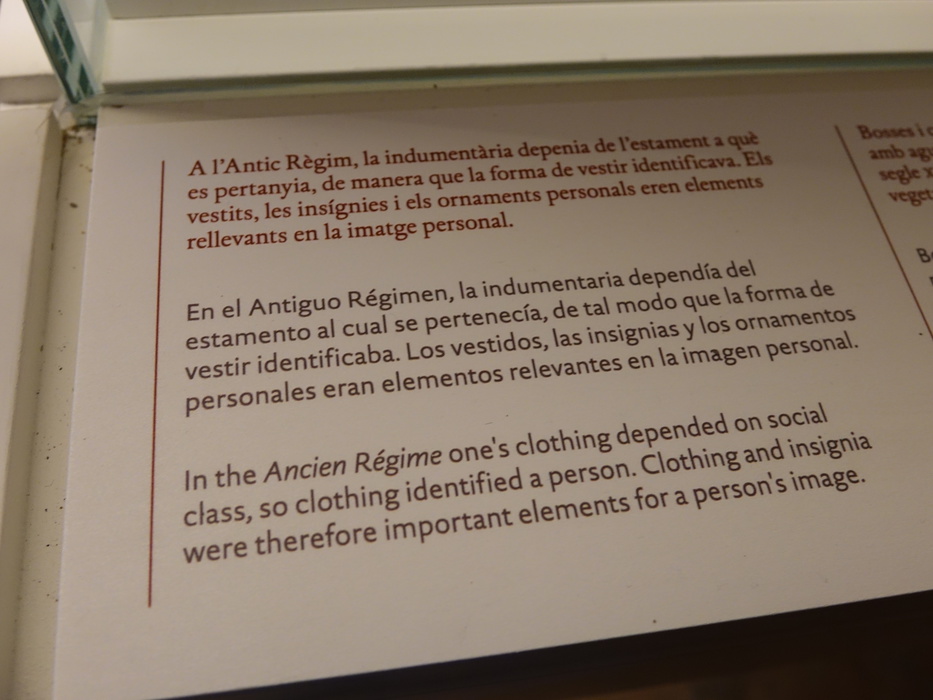 A l'Antic Règim, la indumentària depenia de l'estament a què
es pertanyia, de manera que la forma de vestir identificava. Els
vestits, les insígnies i els ornaments personals eren elements
rellevants en la imatge personal.
En el Antiguo Régimen, la indumentaria dependía del
estamento al cual se pertenecía, de tal modo que la forma de
vestir identificaba. Los vestidos, las insignias y los ornamentos
personales eran elementos relevantes en la imagen personal.
In the Ancien Régime one's clothing depended on social
class, so clothing identified a person. Clothing and insignia
were therefore important elements for a person's image.
Bosses i
amb
segle